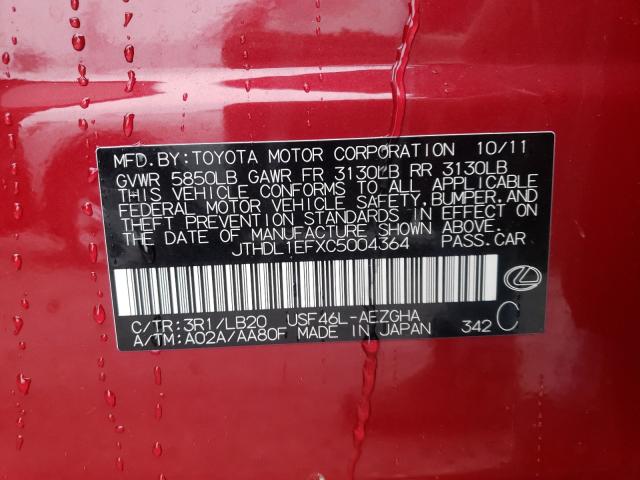 MFD.BY:TOYOTA MOTOR CORPORATION 10/11
GVWR 5850LB GAWR FR 3130LB RR 3130LB
THIS VEHICLE CONFORMS TO ALL APPLICABLE
FEDERAL MOTOR VEHICLE SAFETY,BUMPER,AND
THEFT PREVENTION STANDARDS IN EFFECT ON
THE DATE OF MANUFACTURE SHOWN ABOVE.
JTHDL1EFXC5004364 PASS.CAR
C/TR:3R1/LB20 USF46L-AEZGHA
A/TM:A02A/AA80F MADE IN JAPAN 342 C